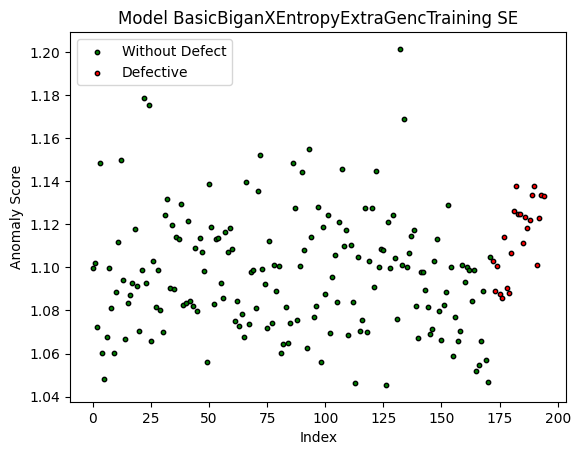 Model BasicBiganXEntropyExtraGencTraining SE
Without Defect
Defective
1.20
1.18
1.16
1.14
1.12
1.10
1.08
1.06
1.04
Anomaly Score
0 25 50 75 100 125 150 175 200
Index